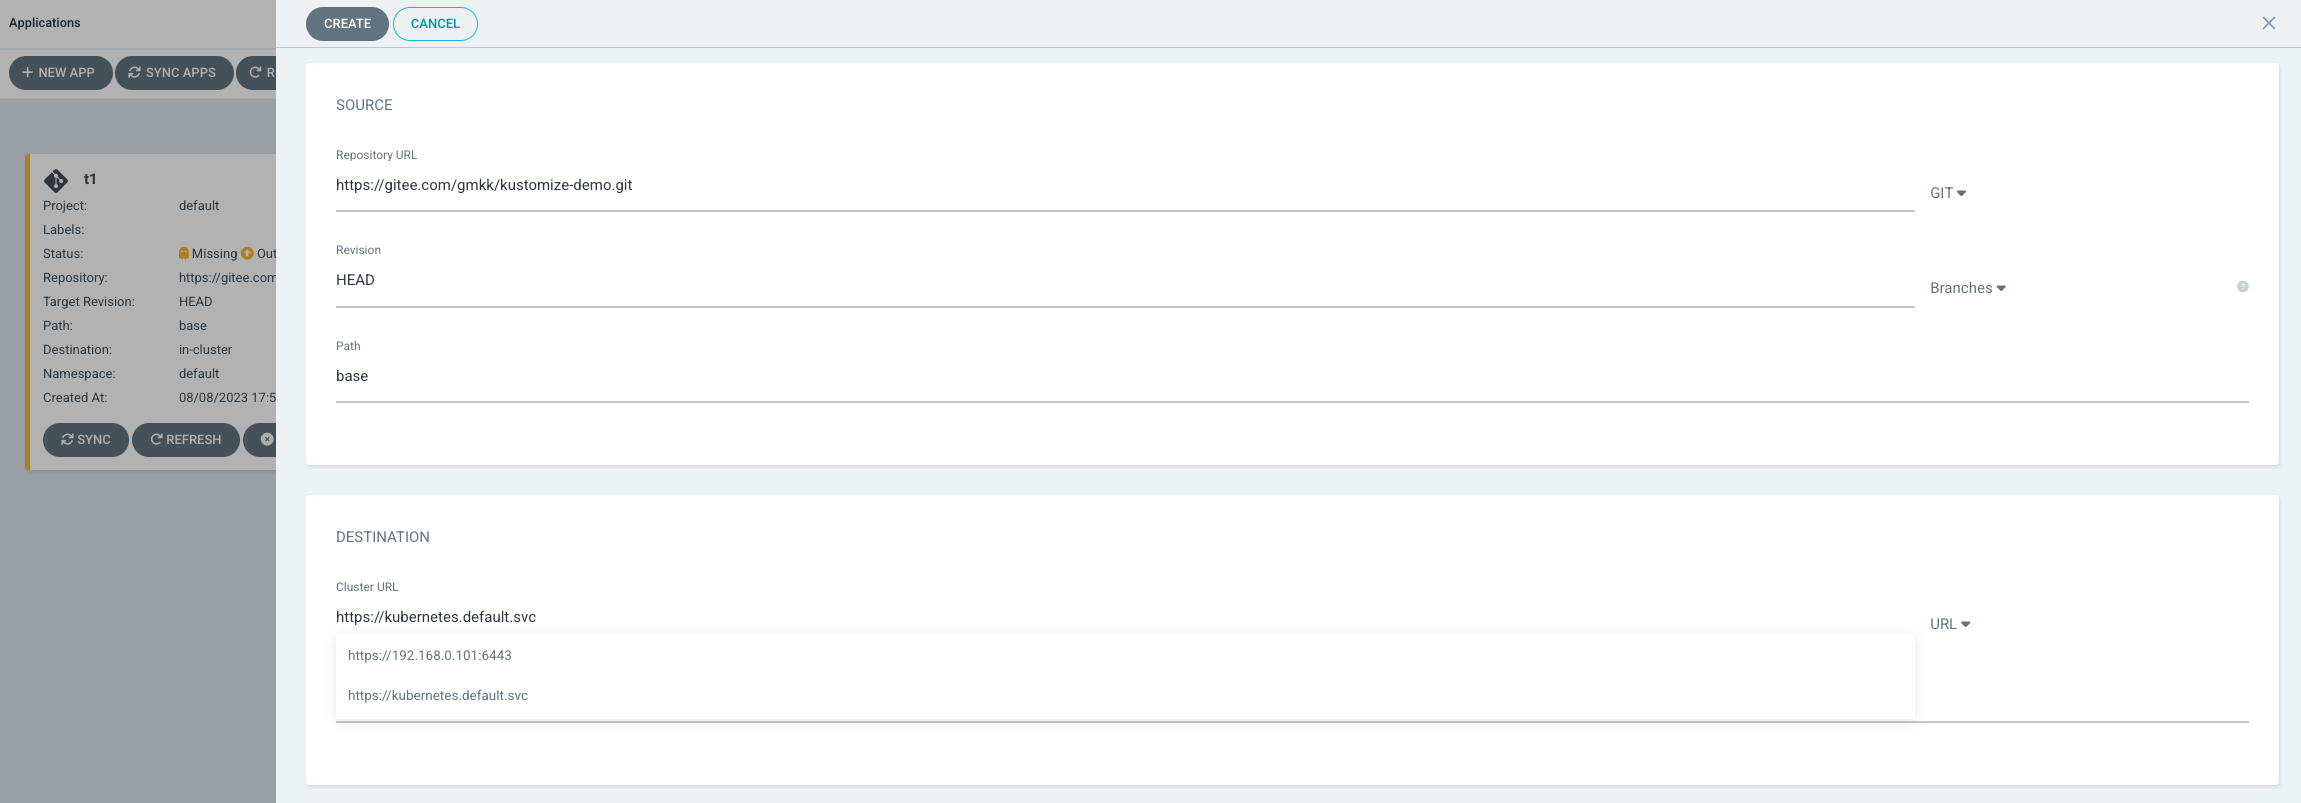 Applications
NEW APP
SYNC APPS
R
t1
Project: default
Labels:
Status: Missing Out
Repository: https://gitee.com
Target Revision: HEAD
Path: base
Destination: in-cluster
Namespace: default
Created At: 08/08/2023 17:5
SYNC
REFRESH
CREATE
CANCEL
SOURCE
Repository URL
https://gitee.com/gmkk/kustomize-demo.git
GIT
Revision
HEAD
Branches
Path
base
DESTINATION
Cluster URL
https://kubernetes.default.svc
URL
https://192.168.0.101:6443
https://kubernetes.default.svc